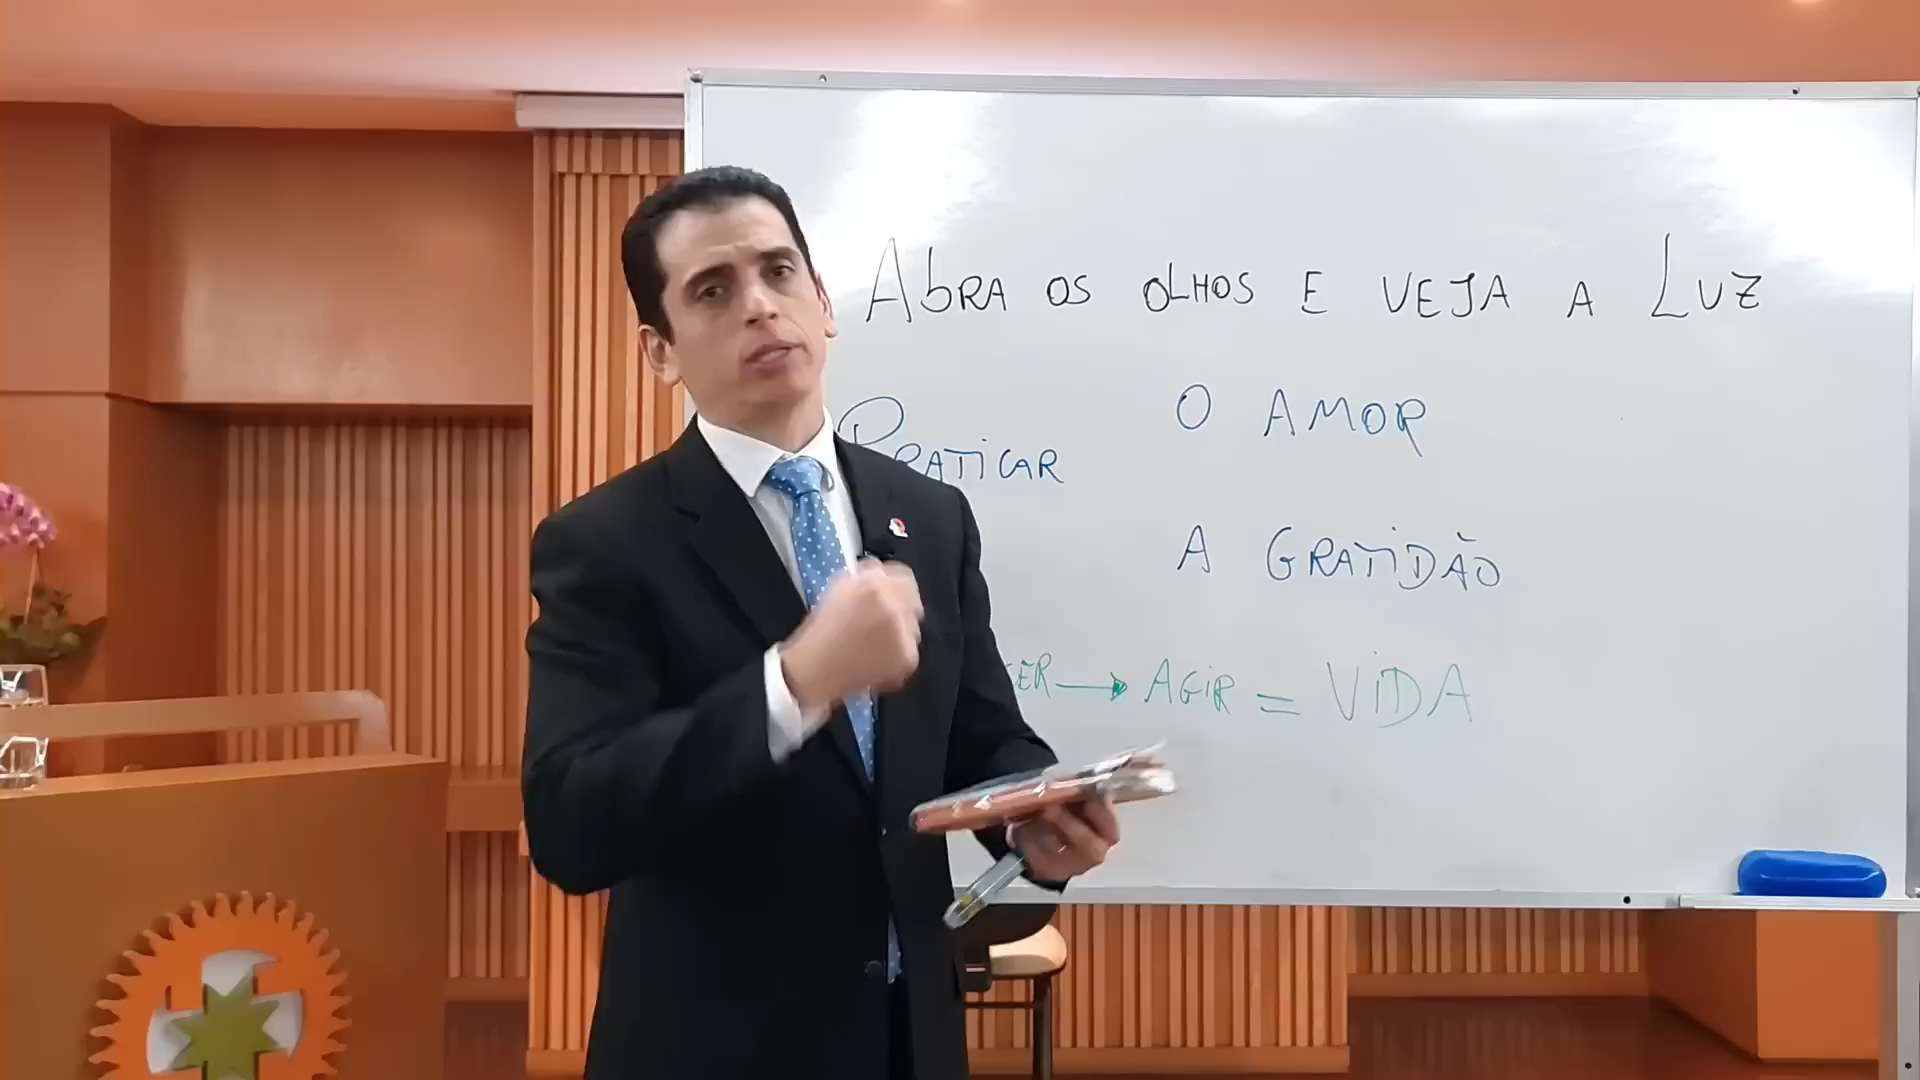 Abra os olhos e veja a Luz
Praticar
o amor
a gratidão
→ Agir = Vida